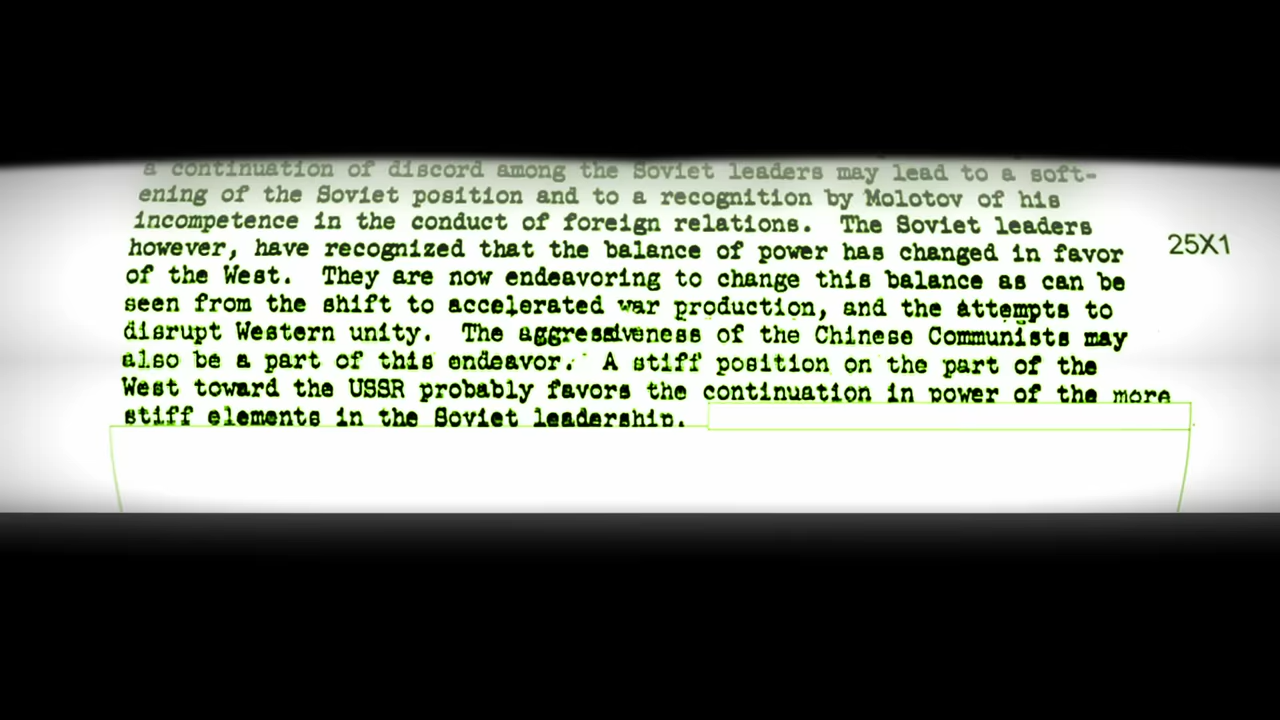 a continuation of discord among the Soviet leaders may lead to a soft-
ening of the Soviet position and to a recognition by Molotov of his
incompetence in the conduct of foreign relations. The Soviet leaders
however, have recognized that the balance of power has changed in favor
of the West. They are now endeavoring to change this balance as can be
seen from the shift to accelerated war production, and the attempts to
disrupt Western unity. The aggressiveness of the Chinese Communists may
also be a part of this endeavor. A stiff position on the part of the
West toward the USSR probably favors the continuation in power of the more
stiff elements in the Soviet leadership.
25X1